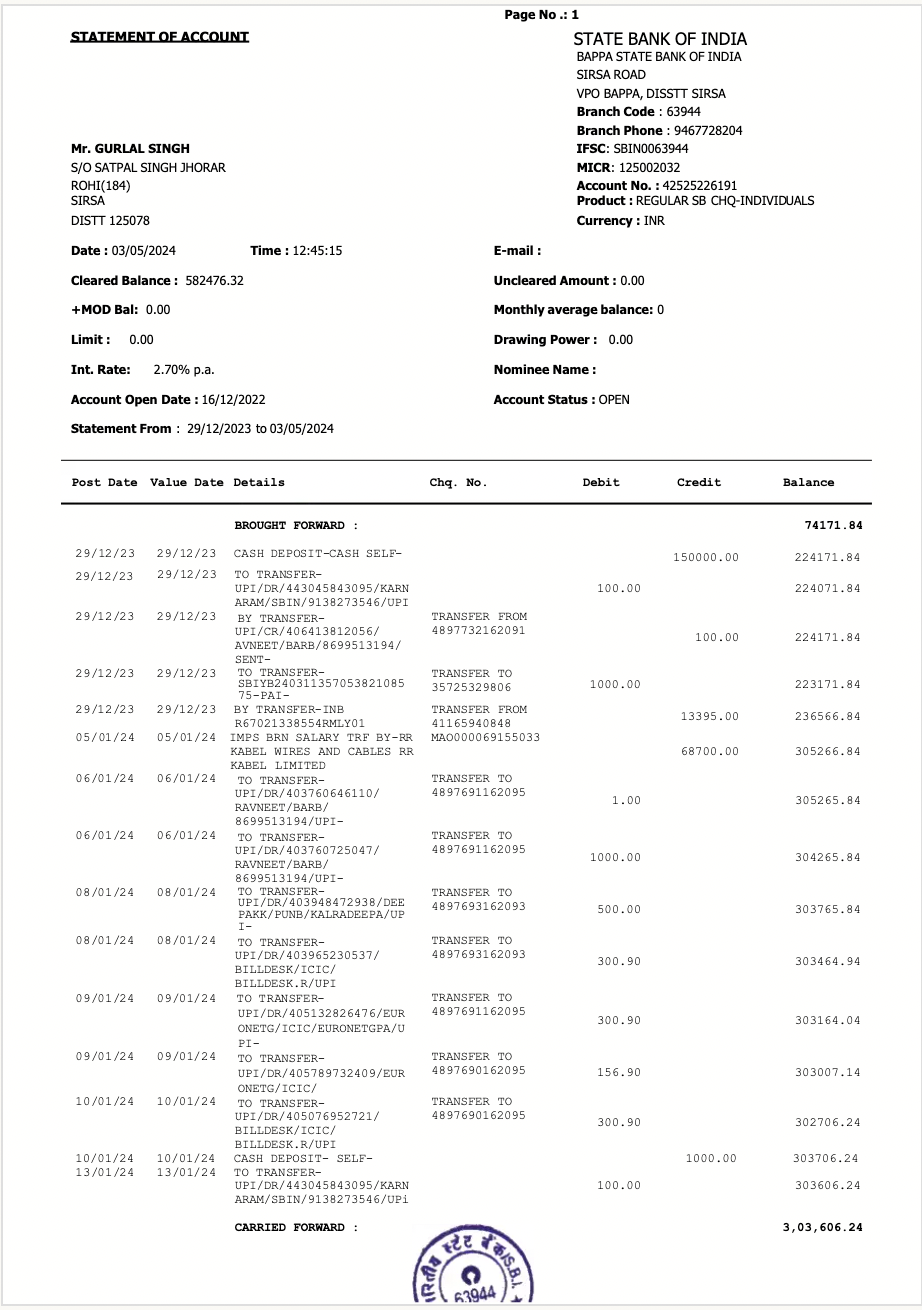 Page No .: 1
STATEMENT OF ACCOUNT
STATE BANK OF INDIA
BAPPA STATE BANK OF INDIA
SIRSA ROAD
VPO BAPPA, DISSTT SIRSA
Branch Code : 63944
Branch Phone : 9467728204
Mr. GURLAL SINGH
IFSC: SBIN0063944
S/O SATPAL SINGH JHORAR
MICR: 125002032
ROHI(184)
Account No. : 42525226191
SIRSA
Product : REGULAR SB CHQ-INDIVIDUALS
DISTT 125078
Currency : INR
Date : 03/05/2024 Time : 12:45:15 E-mail :
Cleared Balance : 582476.32 Uncleared Amount : 0.00
+MOD Bal: 0.00 Monthly average balance: 0
Limit : 0.00 Drawing Power : 0.00
Int. Rate: 2.70% p.a. Nominee Name :
Account Open Date : 16/12/2022 Account Status : OPEN
Statement From : 29/12/2023 to 03/05/2024
Post Date Value Date Details Chq. No. Debit Credit Balance
BROUGHT FORWARD : 74171.84
29/12/23 29/12/23 CASH DEPOSIT-CASH SELF- 150000.00 224171.84
29/12/23 29/12/23 TO TRANSFER-
UPI/DR/443045843095/KARN 100.00 224071.84
ARAM/SBIN/9138273546/UPI
29/12/23 29/12/23 BY TRANSFER- TRANSFER FROM
UPI/CR/406413812056/ 4897732162091
AVNEET/BARB/8699513194/ 100.00 224171.84
SENT-
29/12/23 29/12/23 TO TRANSFER- TRANSFER TO
SBIYB240311357053821085 35725329806 1000.00 223171.84
75-PAI-
29/12/23 29/12/23 BY TRANSFER-INB TRANSFER FROM
R67021338554RMLY01 41165940848 13395.00 236566.84
05/01/24 05/01/24 IMPS BRN SALARY TRF BY-RR MAO000069155033
KABEL WIRES AND CABLES RR 68700.00 305266.84
KABEL LIMITED
06/01/24 06/01/24 TO TRANSFER- TRANSFER TO
UPI/DR/403760646110/ 4897691162095
RAVNEET/BARB/ 1.00 305265.84
8699513194/UPI-
06/01/24 06/01/24 TO TRANSFER- TRANSFER TO
UPI/DR/403760725047/ 4897691162095
RAVNEET/BARB/ 1000.00 304265.84
8699513194/UPI-
08/01/24 08/01/24 TO TRANSFER- TRANSFER TO
UPI/DR/403948472938/DEE 4897693162093
PAKK/PUNB/KALRADEEPA/UP 500.00 303765.84
I-
08/01/24 08/01/24 TO TRANSFER- TRANSFER TO
UPI/DR/403965230537/ 4897693162093
BILLDESK/ICIC/ 300.90 303464.94
BILLDESK.R/UPI
09/01/24 09/01/24 TO TRANSFER- TRANSFER TO
UPI/DR/405132826476/EUR 4897691162095
ONETG/ICIC/EURONETGPA/U 300.90 303164.04
PI-
09/01/24 09/01/24 TO TRANSFER- TRANSFER TO
UPI/DR/405789732409/EUR 4897690162095 156.90 303007.14
ONETG/ICIC/
10/01/24 10/01/24 TO TRANSFER- TRANSFER TO
UPI/DR/405076952721/ 4897690162095
BILLDESK/ICIC/ 300.90 302706.24
BILLDESK.R/UPI
10/01/24 10/01/24 CASH DEPOSIT- SELF- 1000.00 303706.24
13/01/24 13/01/24 TO TRANSFER-
UPI/DR/443045843095/KARN 100.00 303606.24
ARAM/SBIN/9138273546/UPi
CARRIED FORWARD : 3,03,606.24
स्टेट बैंक/S.B.I.
63944